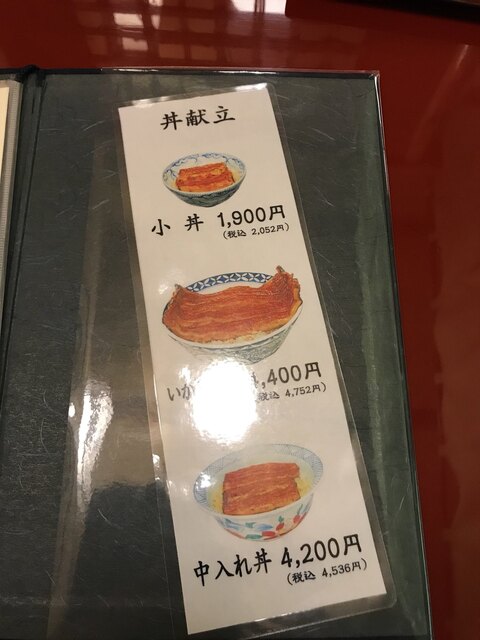 丼献立
小 丼 1,900円
(税込 2,052円)
いか ,400円
税込 4,752円)
中入れ丼 4,200円
(税込 4,536円)